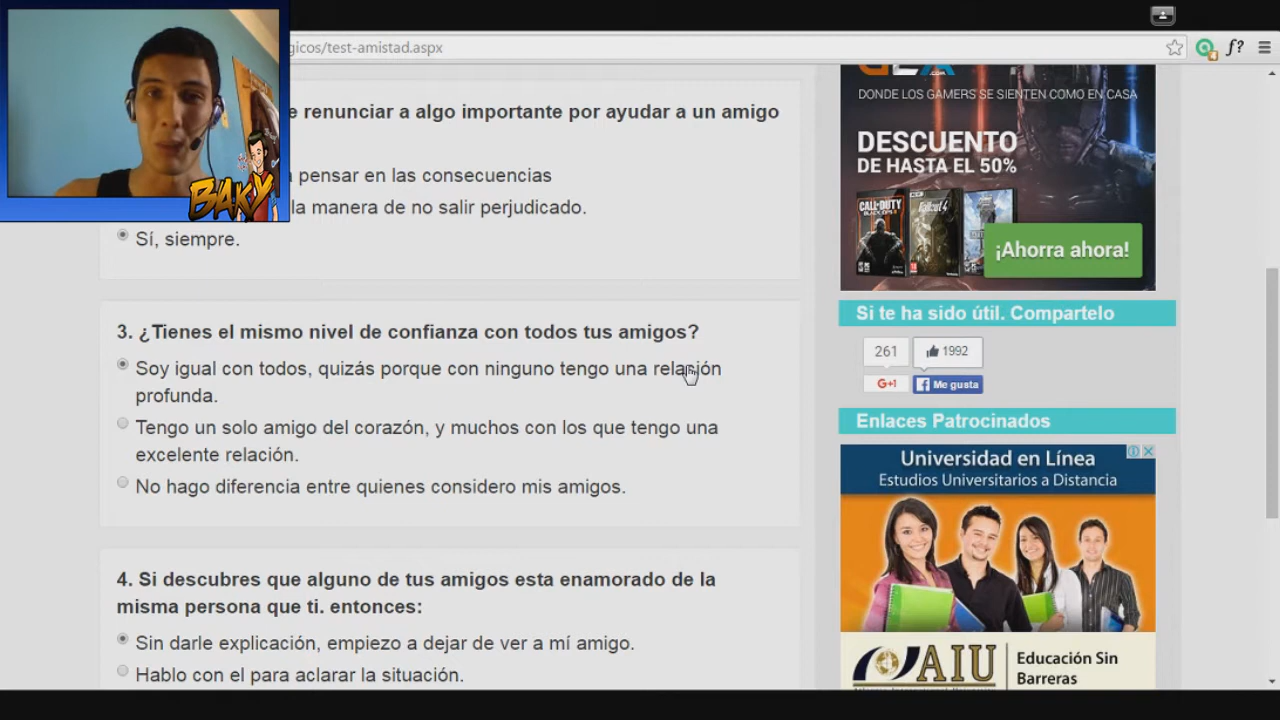 gicos/test-amistad.aspx
f?
e renunciar a algo importante por ayudar a un amigo
pensar en las consecuencias
la manera de no salir perjudicado.
Sí, siempre.
BAKY
3. ¿Tienes el mismo nivel de confianza con todos tus amigos?
Soy igual con todos, quizás porque con ninguno tengo una relación
profunda.
Tengo un solo amigo del corazón, y muchos con los que tengo una
excelente relación.
No hago diferencia entre quienes considero mis amigos.
4. Si descubres que alguno de tus amigos esta enamorado de la
misma persona que ti. entonces:
Sin darle explicación, empiezo a dejar de ver a mí amigo.
Hablo con el para aclarar la situación.
.COM
DONDE LOS GAMERS SE SIENTEN COMO EN CASA
DESCUENTO
DE HASTA EL 50%
CALL·DUTY
Fallout 4
¡Ahorra ahora!
Si te ha sido útil. Compartelo
261
1992
G+1
Me gusta
Enlaces Patrocinados
Universidad en Línea
Estudios Universitarios a Distancia
AIU
Educación Sin
Barreras